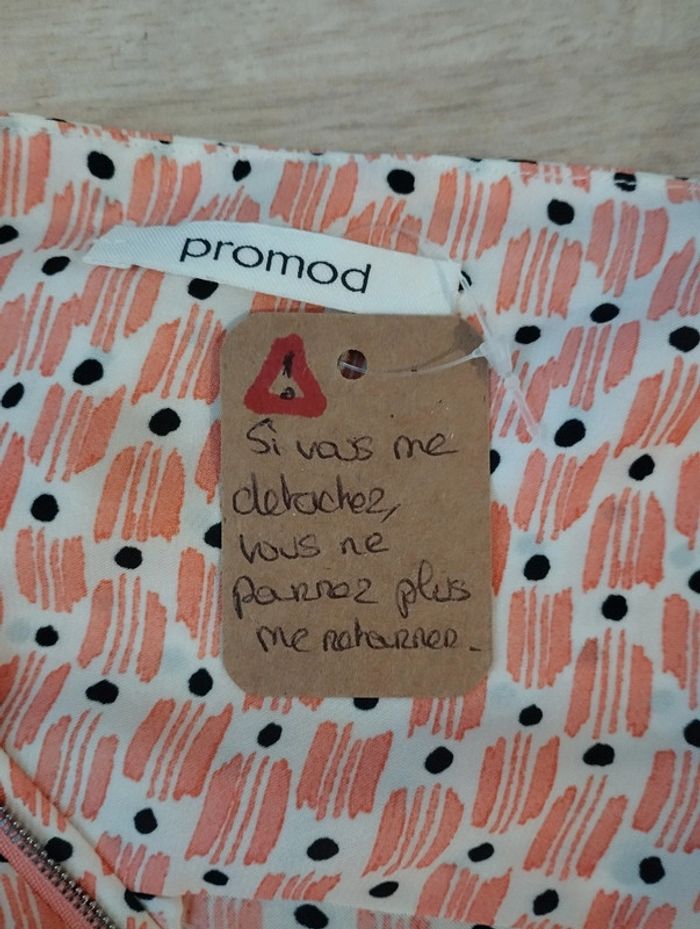 promod
!
Si vous me
detachez,
vous ne
pourrez plus
me retourner.